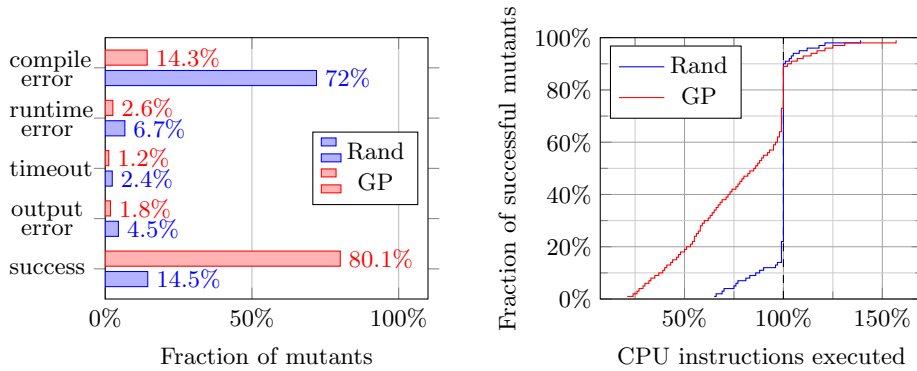 compile
error
14.3%
72%
runtime
error
2.6%
6.7%
timeout
1.2%
2.4%
output
error
1.8%
4.5%
success
80.1%
14.5%
Rand
GP
0%
50%
100%
Fraction of mutants
Fraction of successful mutants
100%
80%
60%
40%
20%
0%
Rand
GP
50%
100%
150%
CPU instructions executed